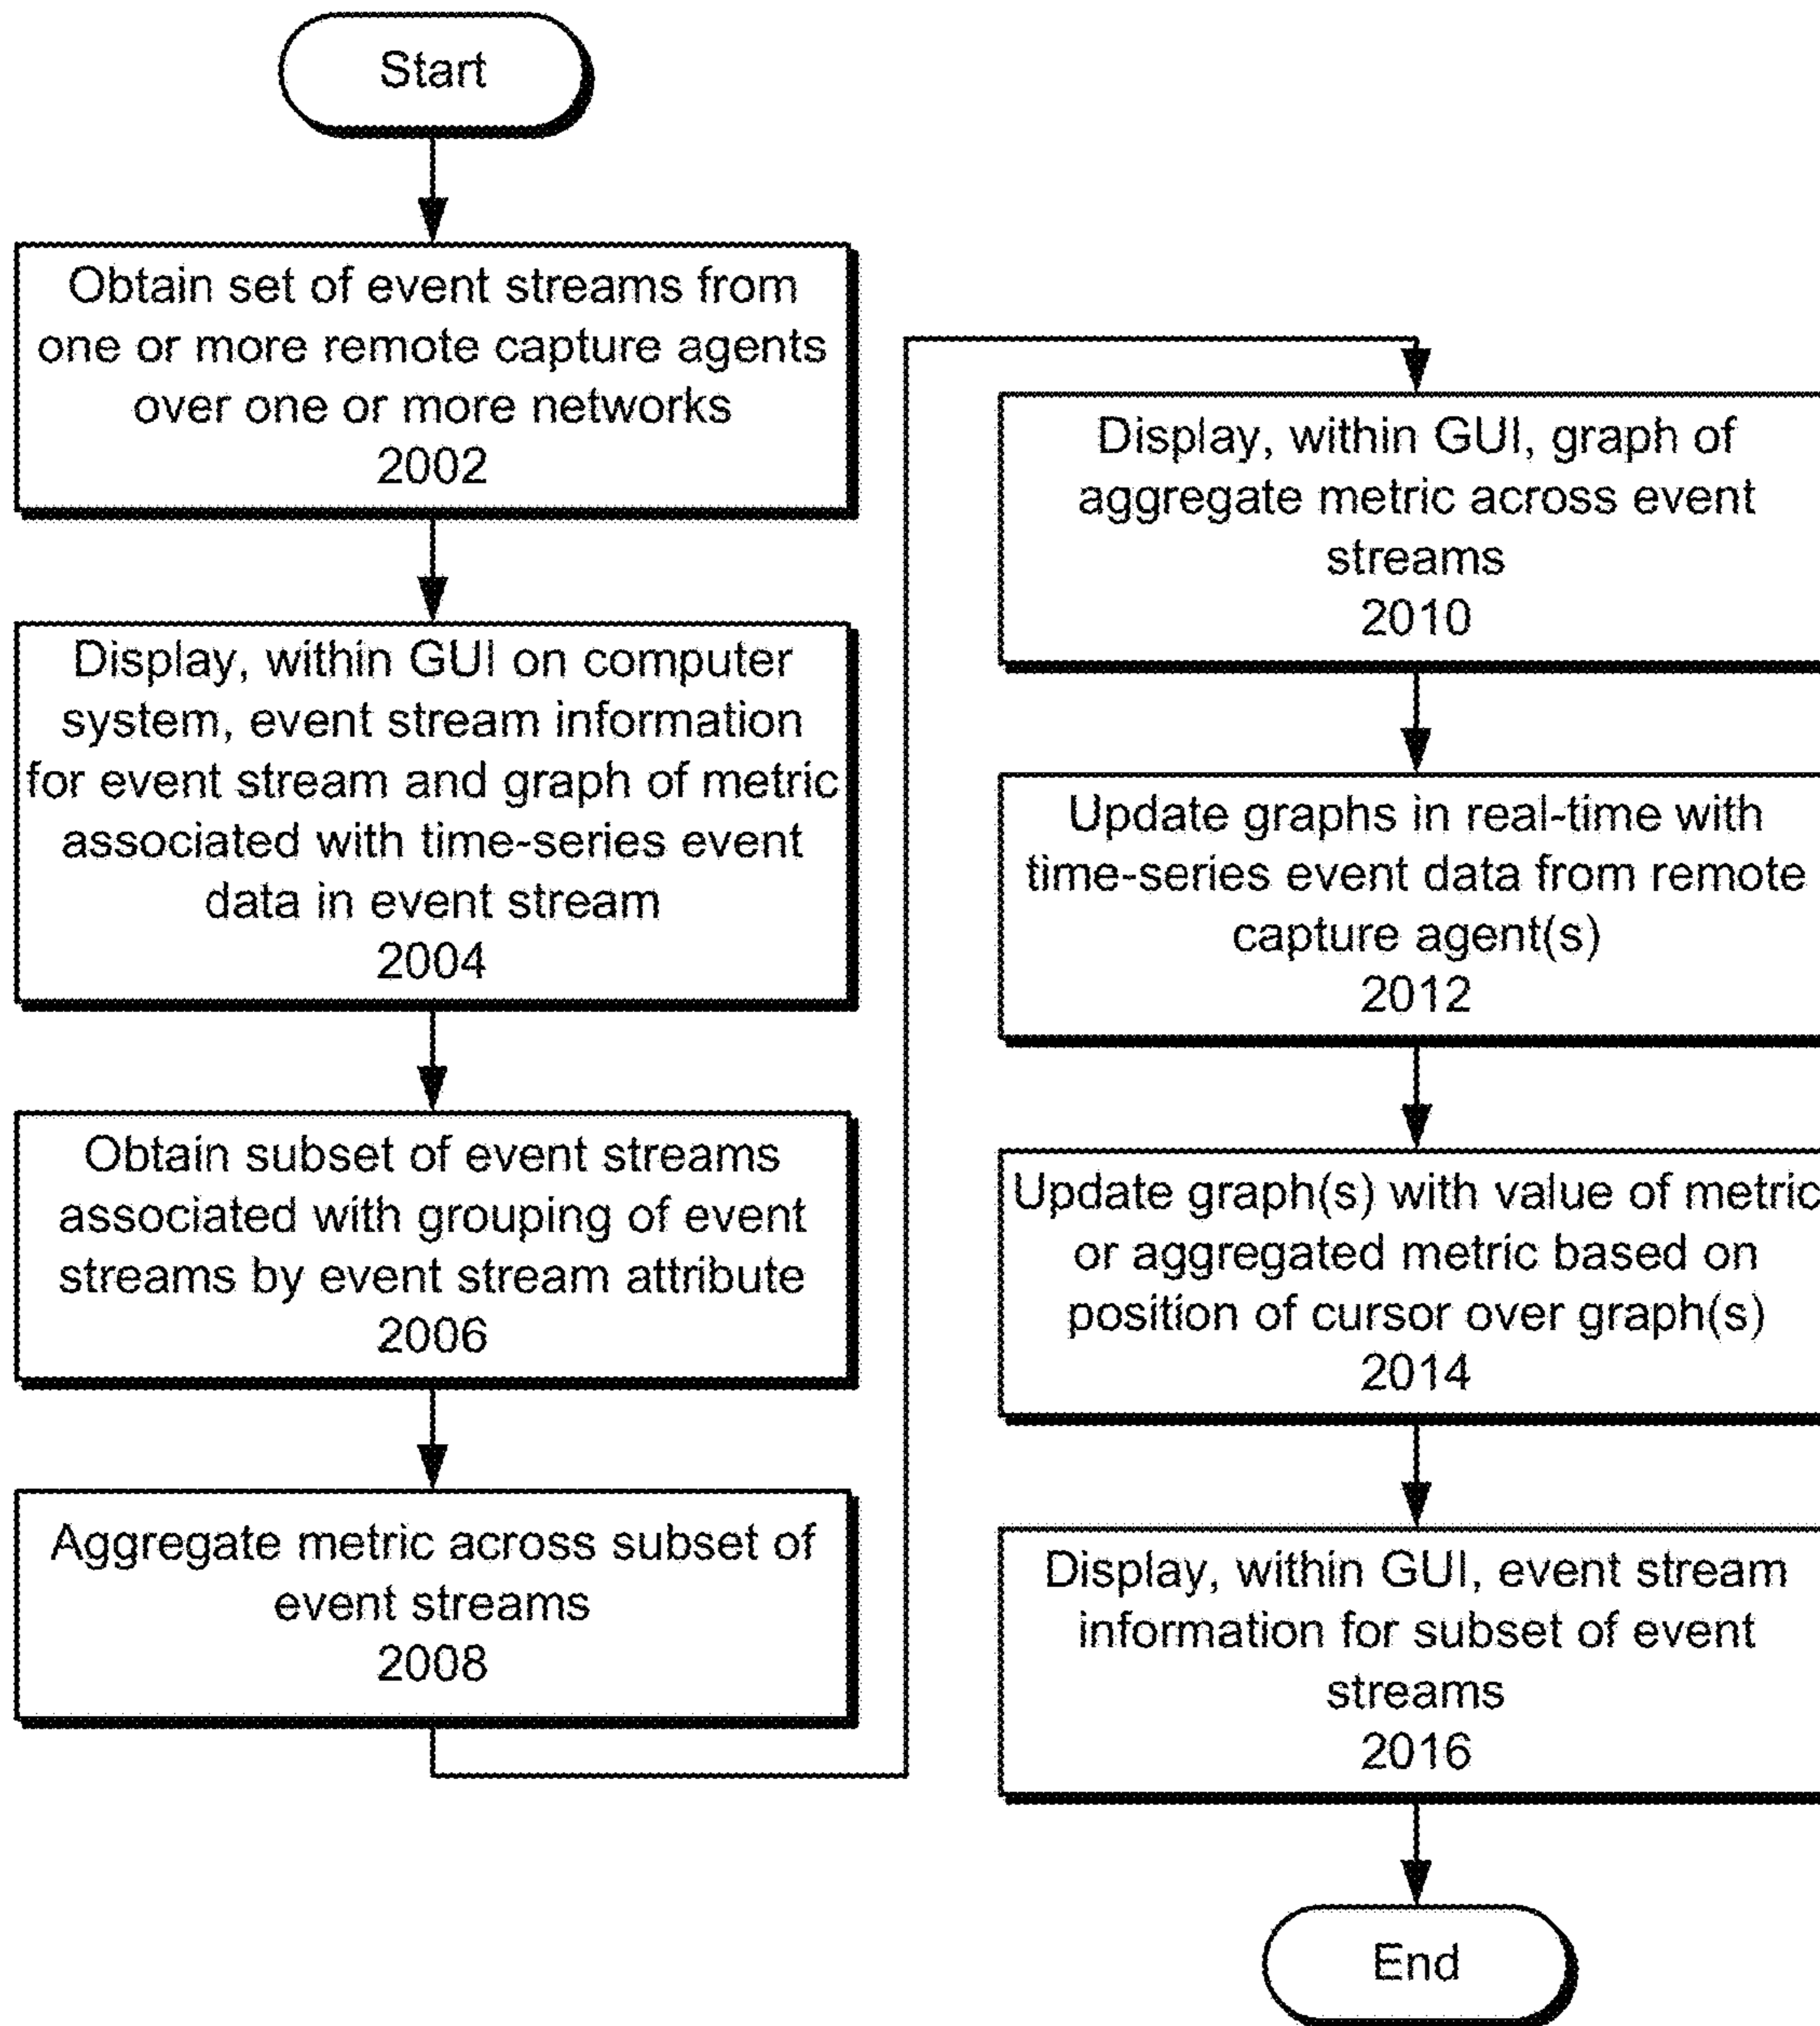 Start
Obtain set of event streams from
one or more remote capture agents
over one or more networks
2002
Display, within GUI on computer
system, event stream information
for event stream and graph of metric
associated with time-series event
data in event stream
2004
Obtain subset of event streams
associated with grouping of event
streams by event stream attribute
2006
Aggregate metric across subset of
event streams
2008
Display, within GUI, graph of
aggregate metric across event
streams
2010
Update graphs in real-time with
time-series event data from remote
capture agent(s)
2012
Update graph(s) with value of metric
or aggregated metric based on
position of cursor over graph(s)
2014
Display, within GUI, event stream
information for subset of event
streams
2016
End